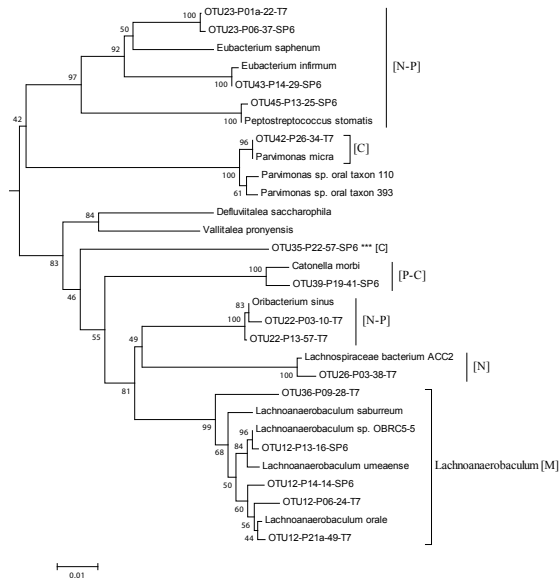 OTU23-P01a-22-T7
50
OTU23-P06-37-SP6
92
Eubacterium saphenum
97
Eubacterium infirmum
[N-P]
100
OTU43-P14-29-SP6
OTU45-P13-25-SP6
100
Peptostreptococcus stomatis
42
96
OTU42-P26-34-T7
[C]
Parvimonas micra
100
Parvimonas sp. oral taxon 110
61
Parvimonas sp. oral taxon 393
84
Defluviitalea saccharophila
Vallitalea pronyensis
83
OTU35-P22-57-SP6 *** [C]
46
100
Catonella morbi
[P-C]
OTU39-P19-41-SP6
55
83
Oribacterium sinus
49
100
OTU22-P03-10-T7
[N-P]
OTU22-P13-57-T7
Lachnospiraceae bacterium ACC2
[N]
100
OTU26-P03-38-T7
81
OTU36-P09-28-T7
99
Lachnoanaerobaculum saburreum
68
96
Lachnoanaerobaculum sp. OBRC5-5
84
OTU12-P13-16-SP6
Lachnoanaerobaculum umeaense
Lachnoanaerobaculum [M]
50
OTU12-P14-14-SP6
60
OTU12-P06-24-T7
56
Lachnoanaerobaculum orale
44
OTU12-P21a-49-T7
0.01